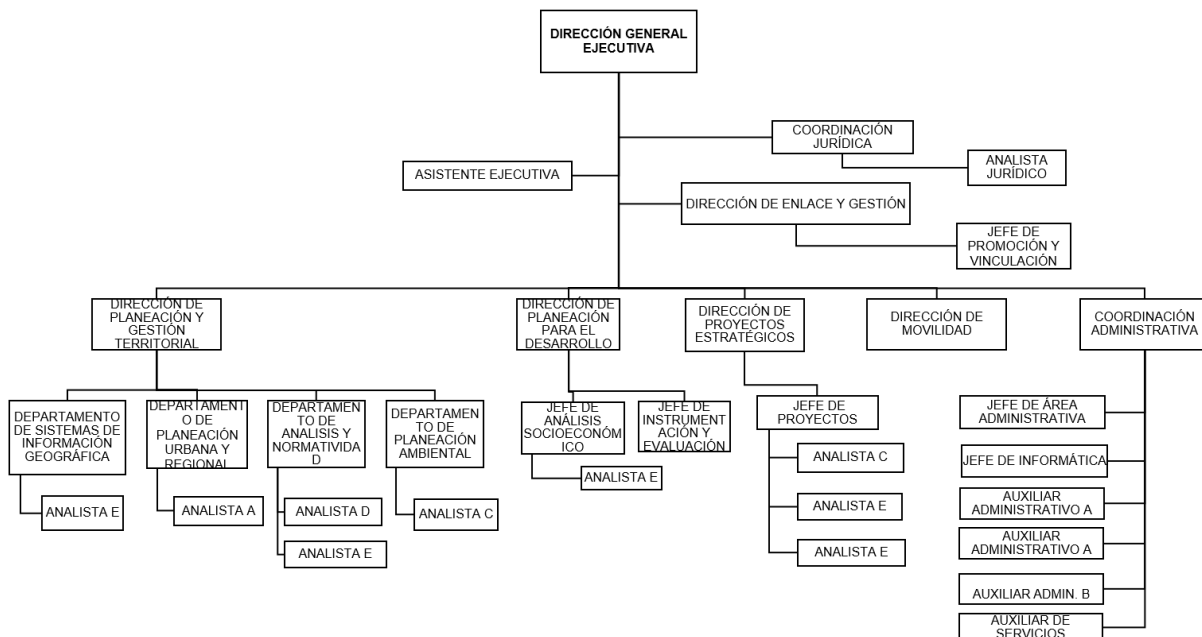 DIRECCIÓN GENERAL
EJECUTIVA
COORDINACIÓN
JURÍDICA
ANALISTA
JURÍDICO
ASISTENTE EJECUTIVA
DIRECCIÓN DE ENLACE Y GESTIÓN
JEFE DE
PROMOCIÓN Y
VINCULACIÓN
DIRECCIÓN DE
PLANEACIÓN Y
GESTIÓN
TERRITORIAL
DIRECCIÓN DE
PLANEACIÓN
PARA EL
DESARROLLO
DIRECCIÓN DE
PROYECTOS
ESTRATÉGICOS
DIRECCIÓN DE
MOVILIDAD
COORDINACIÓN
ADMINISTRATIVA
DEPARTAMENTO
DE SISTEMAS DE
INFORMACIÓN
GEOGRÁFICA
DEPARTAMENT
O DE
PLANEACIÓN
URBANA Y
REGIONAL
DEPARTAMEN
TO DE
ANALISIS Y
NORMATIVIDA
D
DEPARTAMEN
TO DE
PLANEACIÓN
AMBIENTAL
JEFE DE
ANÁLISIS
SOCIOECONÓM
ICO
JEFE DE
INSTRUMENT
ACIÓN Y
EVALUACIÓN
JEFE DE
PROYECTOS
JEFE DE ÁREA
ADMINISTRATIVA
ANALISTA E
ANALISTA A
ANALISTA D
ANALISTA E
ANALISTA C
ANALISTA E
ANALISTA C
ANALISTA E
ANALISTA E
JEFE DE INFORMÁTICA
AUXILIAR
ADMINISTRATIVO A
AUXILIAR
ADMINISTRATIVO A
AUXILIAR ADMIN. B
AUXILIAR DE
SERVICIOS